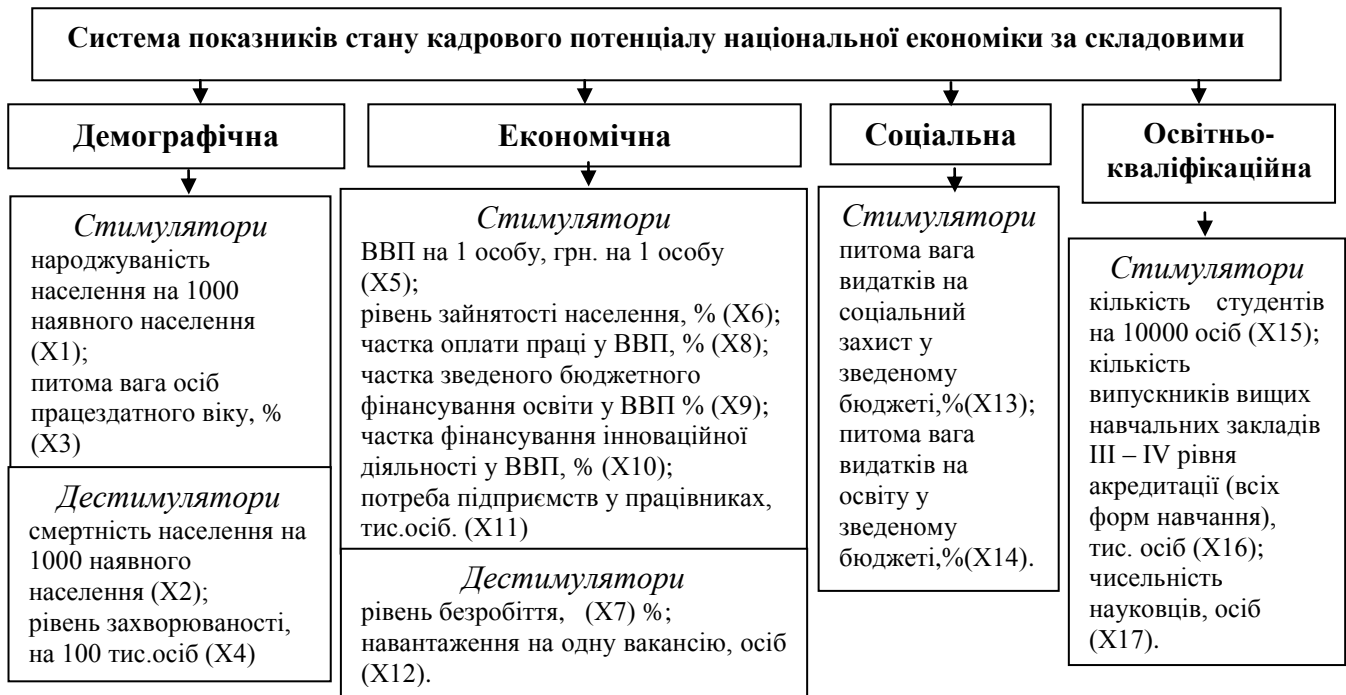 Система показників стану кадрового потенціалу національної економіки за складовими
Демографічна
Стимулятори
народжуваність
населення на 1000
наявного населення
(X1);
питома вага осіб
працездатного віку, %
(X3)
Дестимулятори
смертність населення на
1000 наявного
населення (X2);
рівень захворюваності,
на 100 тис.осіб (X4)
Економічна
Стимулятори
ВВП на 1 особу, грн. на 1 особу
(X5);
рівень зайнятості населення, % (X6);
частка оплати праці у ВВП, % (X8);
частка зведеного бюджетного
фінансування освіти у ВВП % (X9);
частка фінансування інноваційної
діяльності у ВВП, % (X10);
потреба підприємств у працівниках,
тис.осіб. (X11)
Дестимулятори
рівень безробіття, (X7) %;
навантаження на одну вакансію, осіб
(X12).
Соціальна
Стимулятори
питома вага
видатків на
соціальний
захист у
зведеному
бюджеті,%(X13);
питома вага
видатків на
освіту у
зведеному
бюджеті,%(X14).
Освітньо-
кваліфікаційна
Стимулятори
кількість студентів
на 10000 осіб (X15);
кількість
випускників вищих
навчальних закладів
III – IV рівня
акредитації (всіх
форм навчання),
тис. осіб (X16);
чисельність
науковців, осіб
(X17).